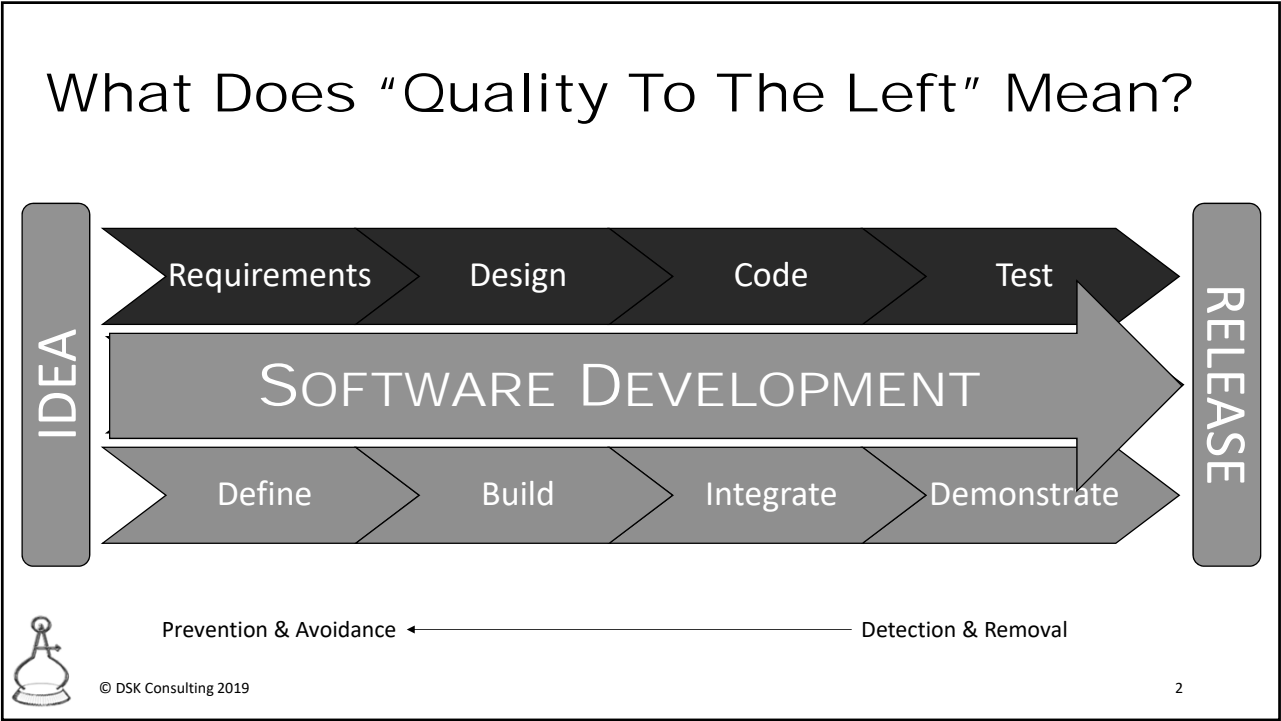 What Does “Quality To The Left” Mean?
IDEA
Requirements
Design
Code
Test
SOFTWARE DEVELOPMENT
Define
Build
Integrate
Demonstrate
RELEASE
Prevention & Avoidance
Detection & Removal
© DSK Consulting 2019
2